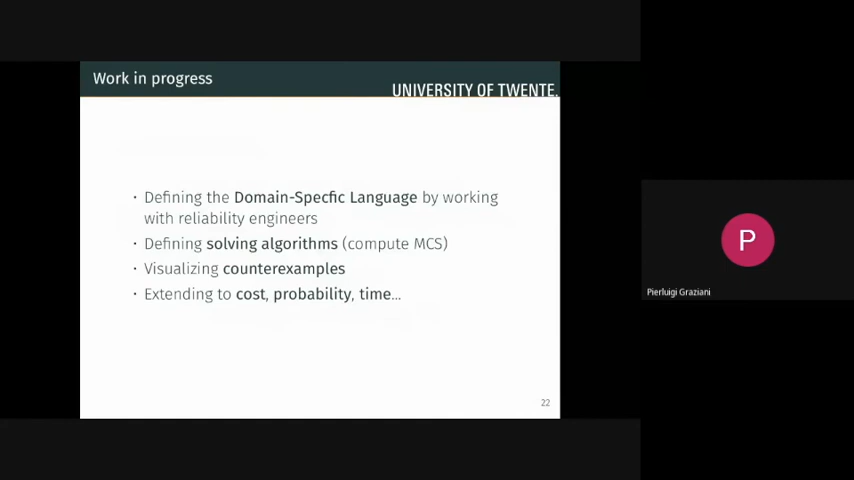 Work in progress
UNIVERSITY OF TWENTE.
· Defining the Domain-Specfic Language by working
with reliability engineers
· Defining solving algorithms (compute MCS)
· Visualizing counterexamples
· Extending to cost, probability, time...
22
P
Pierluigi Graziani